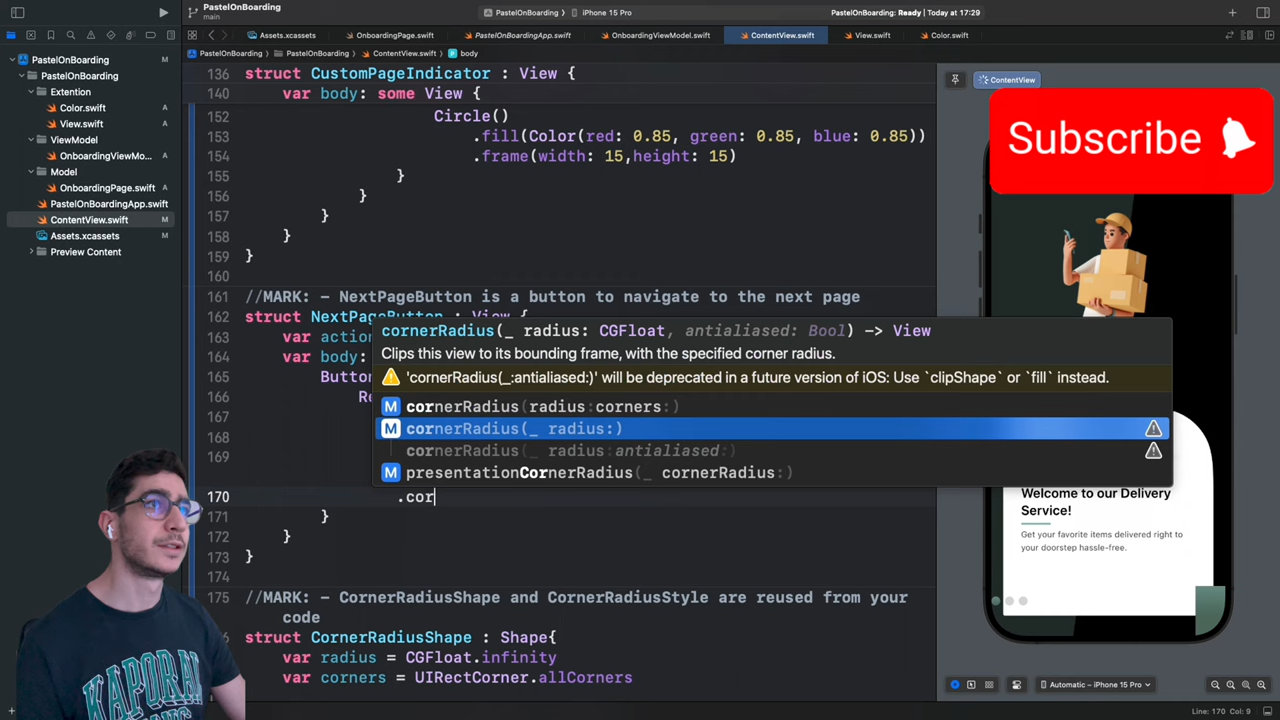 PastelOnBoarding
main
PastelOnBoarding
iPhone 15 Pro
PastelOnBoarding: Ready | Today at 17:29
Assets.xcassets
OnboardingPage.swift
PastelOnBoardingApp.swift
OnboardingViewModel.swift
ContentView.swift
View.swift
Color.swift
PastelOnBoarding
PastelOnBoarding
ContentView.swift
body
PastelOnBoarding M
PastelOnBoarding
Extention
Color.swift A
View.swift A
ViewModel
OnboardingViewMo... A
Model
OnboardingPage.swift A
PastelOnBoardingApp.swift M
ContentView.swift M
Assets.xcassets M
Preview Content
136 struct CustomPageIndicator : View {
140 var body: some View {
152 Circle()
153 .fill(Color(red: 0.85, green: 0.85, blue: 0.85))
154 .frame(width: 15,height: 15)
155 }
156 }
157 }
158 }
159 }
160
161 //MARK: - NextPageButton is a button to navigate to the next page
162 struct NextPageButton : View {
163 var action
164 var body:
165 Button
166 Re
167
168
169
cornerRadius(_ radius: CGFloat, antialiased: Bool) -> View
Clips this view to its bounding frame, with the specified corner radius.
'cornerRadius(_:antialiased:)' will be deprecated in a future version of iOS: Use `clipShape` or `fill` instead.
M cornerRadius(radius:corners:)
M cornerRadius(_ radius:)
cornerRadius(_ radius:antialiased:)
M presentationCornerRadius(_ cornerRadius:)
170 .cor
171 }
172 }
173 }
174
175 //MARK: - CornerRadiusShape and CornerRadiusStyle are reused from your
code
struct CornerRadiusShape : Shape{
var radius = CGFloat.infinity
var corners = UIRectCorner.allCorners
ContentView
Subscribe
Welcome to our Delivery
Service!
Get your favorite items delivered right to
your doorstep hassle-free.
Automatic – iPhone 15 Pro
Line: 170 Col: 9
KAPORAL